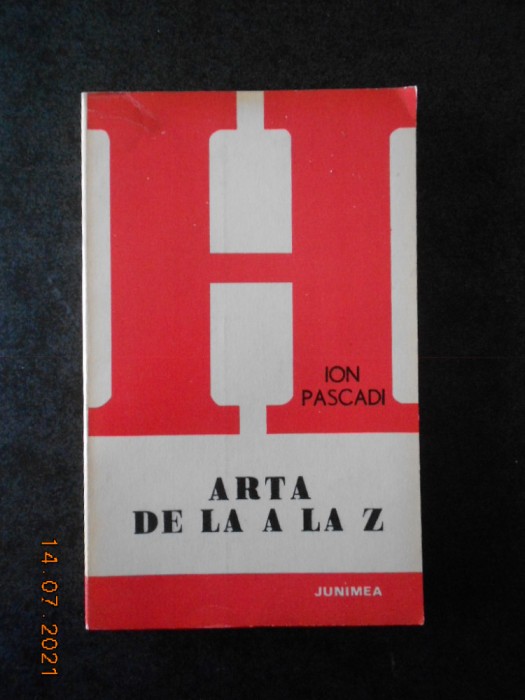 H
ION
PASCADI
ARTA
DE LA A LA Z
JUNIMEA
14.07.2021